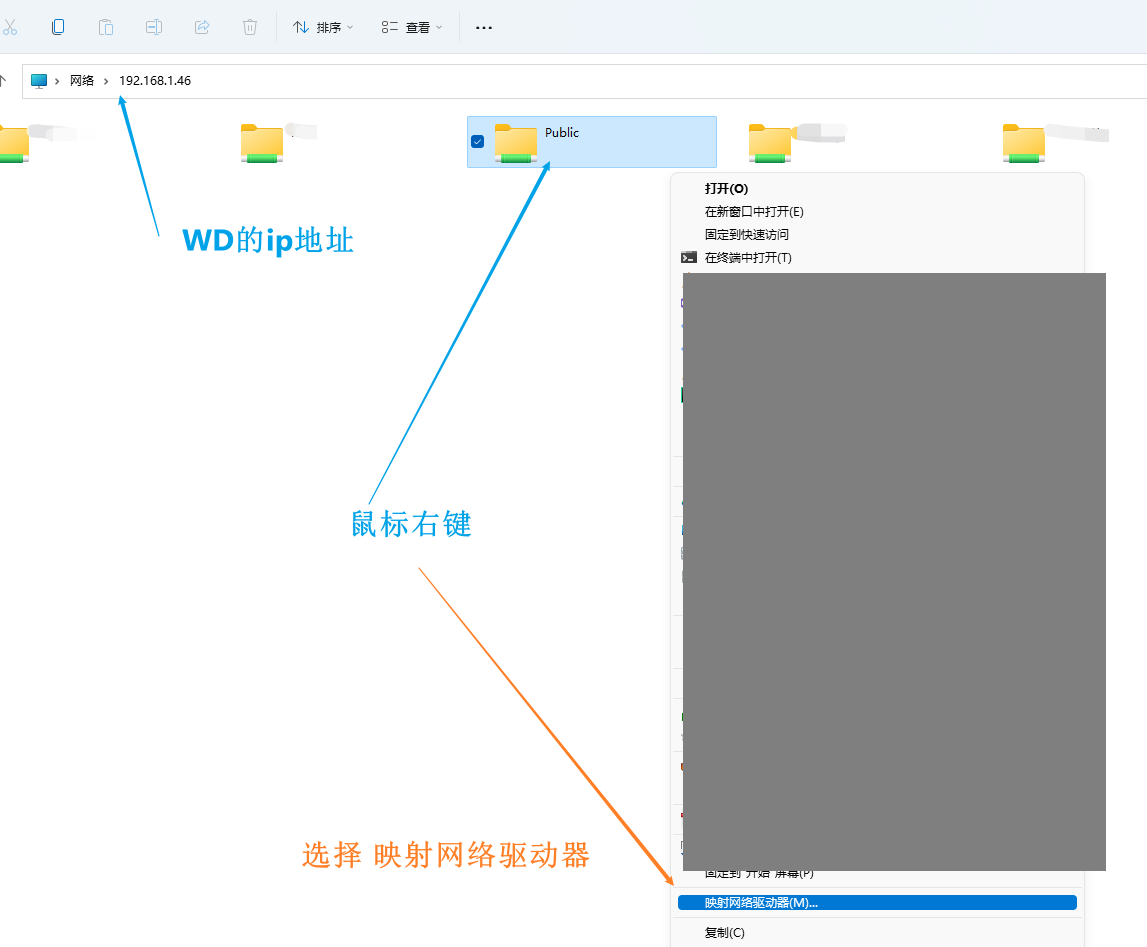 排序
查看
网络
192.168.1.46
Public
打开(O)
在新窗口中打开(E)
固定到快速访问
在终端中打开(T)
WD的ip地址
鼠标右键
选择 映射网络驱动器
固定到"开始"屏幕(P)
映射网络驱动器(M)...
复制(C)